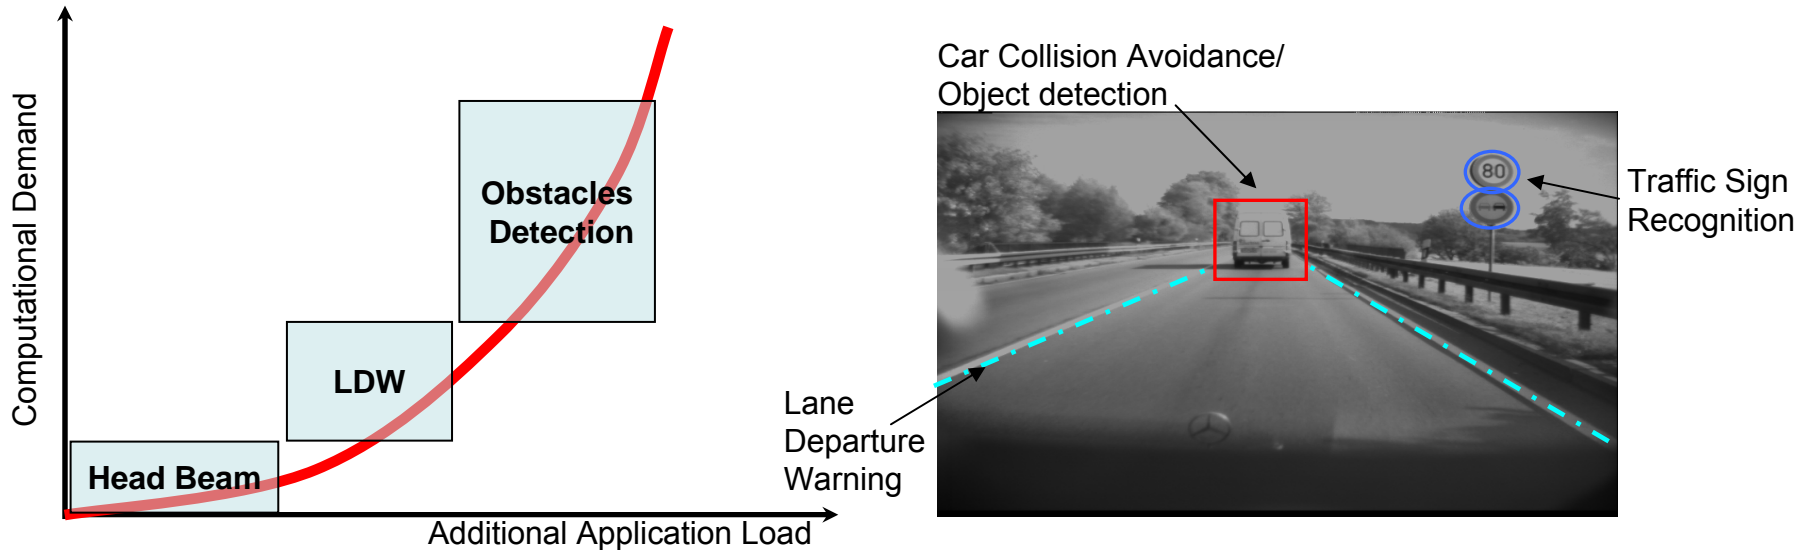 Computational Demand
Obstacles
Detection
LDW
Head Beam
Additional Application Load
Car Collision Avoidance/
Object detection
80
Traffic Sign
Recognition
Lane
Departure
Warning